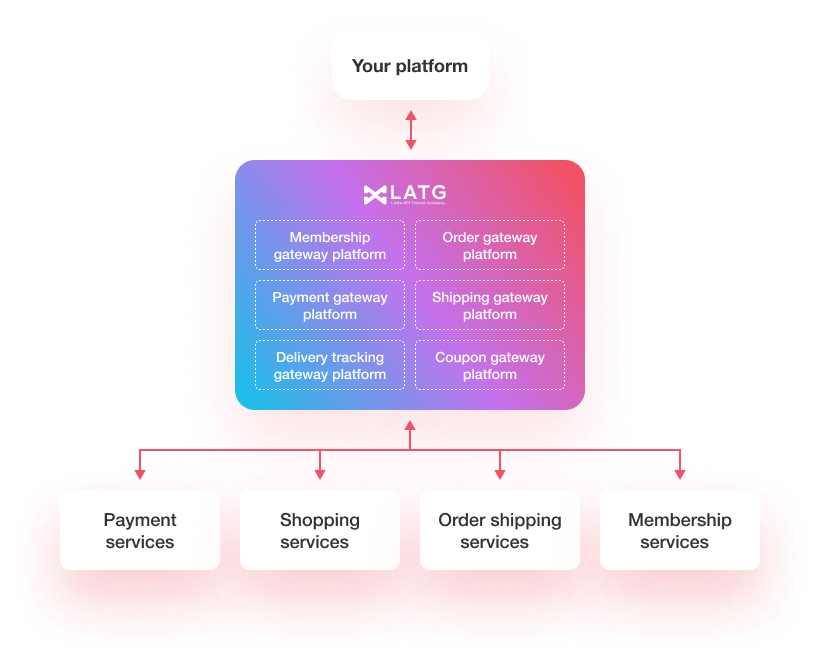 Your platform
LATG
Membership
gateway platform
Order gateway
platform
Payment gateway
platform
Shipping gateway
platform
Delivery tracking
gateway platform
Coupon gateway
platform
Payment
services
Shopping
services
Order shipping
services
Membership
services